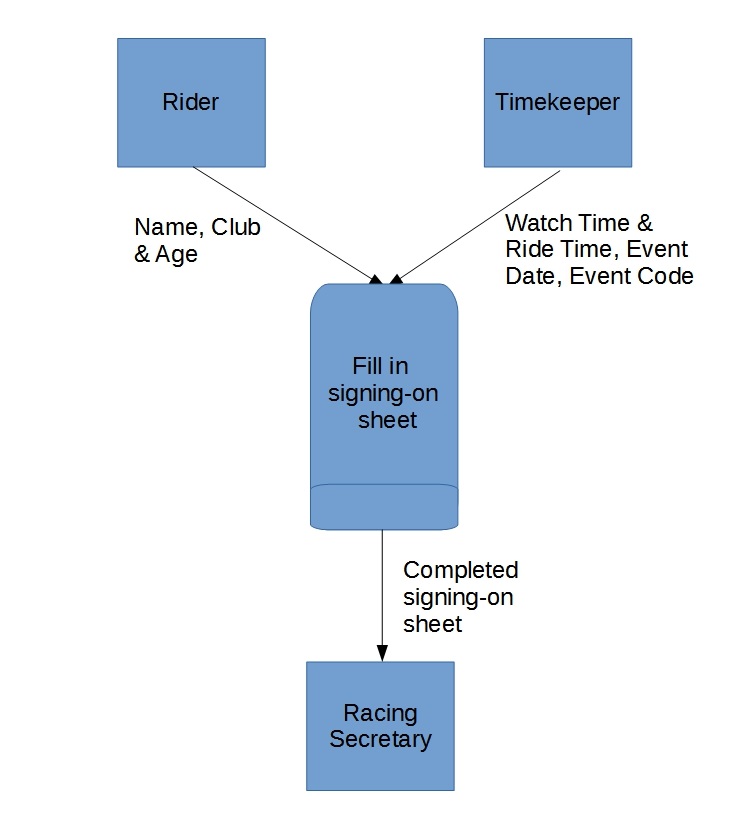 Rider
Timekeeper
Name, Club
& Age
Watch Time &
Ride Time, Event
Date, Event Code
Fill in
signing-on
sheet
Completed
signing-on
sheet
Racing
Secretary